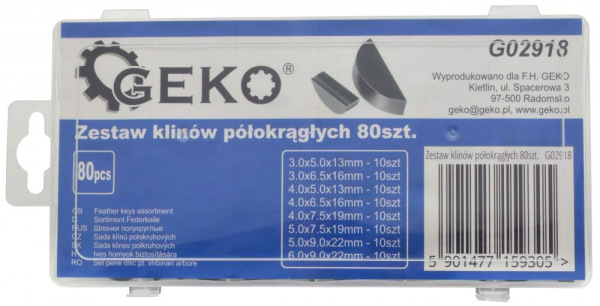 GEKO®
G02918
Wyprodukowano dla F.H. GEKO
Kietlin, ul. Spacerowa 3
97-500 Radomsko
geko@geko.pl, www.geko.pl
Zestaw klinów półokrągłych 80szt.
80pcs
3.0x5.0x13mm - 10szt
3.0x6.5x16mm - 10szt
4.0x5.0x13mm - 10szt
4.0x6.5x16mm - 10szt
4.0x7.5x19mm - 10szt
5.0x7.5x19mm - 10szt
5.0x9.0x22mm - 10szt
6.0x9.0x22mm - 10szt
GB Feather keys assortment
D Sortiment Federkeile
RUS Шпонки полукруглые
CZ Sada klínů polokruhových
SK Sada klinov polkruhových
H Íves hornyok biztosítására
RO Set pene disc pt. imbinari arbore
Zestaw klinów półokrągłych 80szt. G02918
5 901477 159305 >